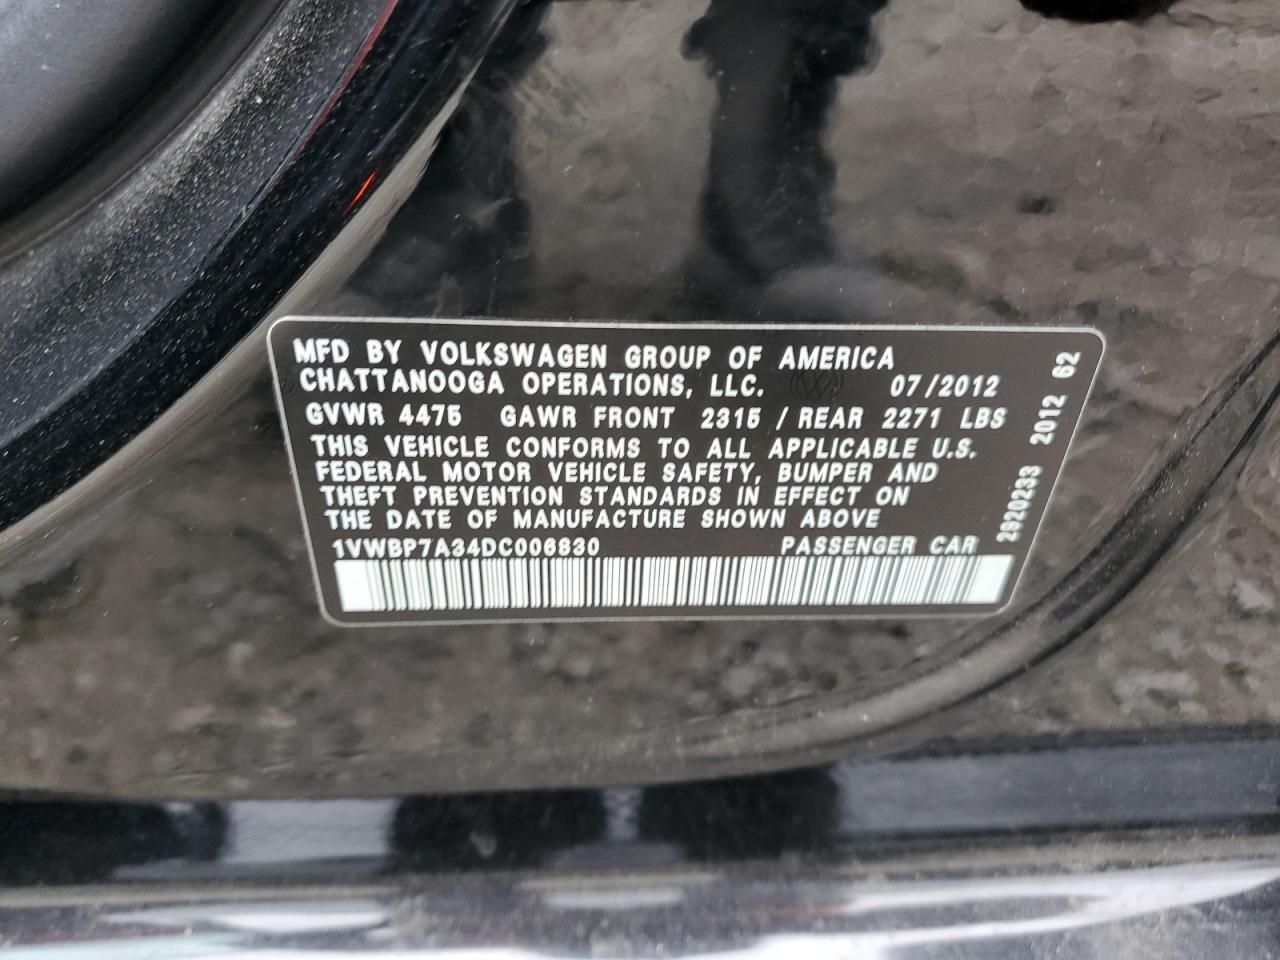 MFD BY VOLKSWAGEN GROUP OF AMERICA
CHATTANOOGA OPERATIONS, LLC. 07/2012
GVWR 4475 GAWR FRONT 2315 / REAR 2271 LBS
THIS VEHICLE CONFORMS TO ALL APPLICABLE U.S.
FEDERAL MOTOR VEHICLE SAFETY, BUMPER AND
THEFT PREVENTION STANDARDS IN EFFECT ON
THE DATE OF MANUFACTURE SHOWN ABOVE
1VWBP7A34DC006830 PASSENGER CAR
2920233 2012 62